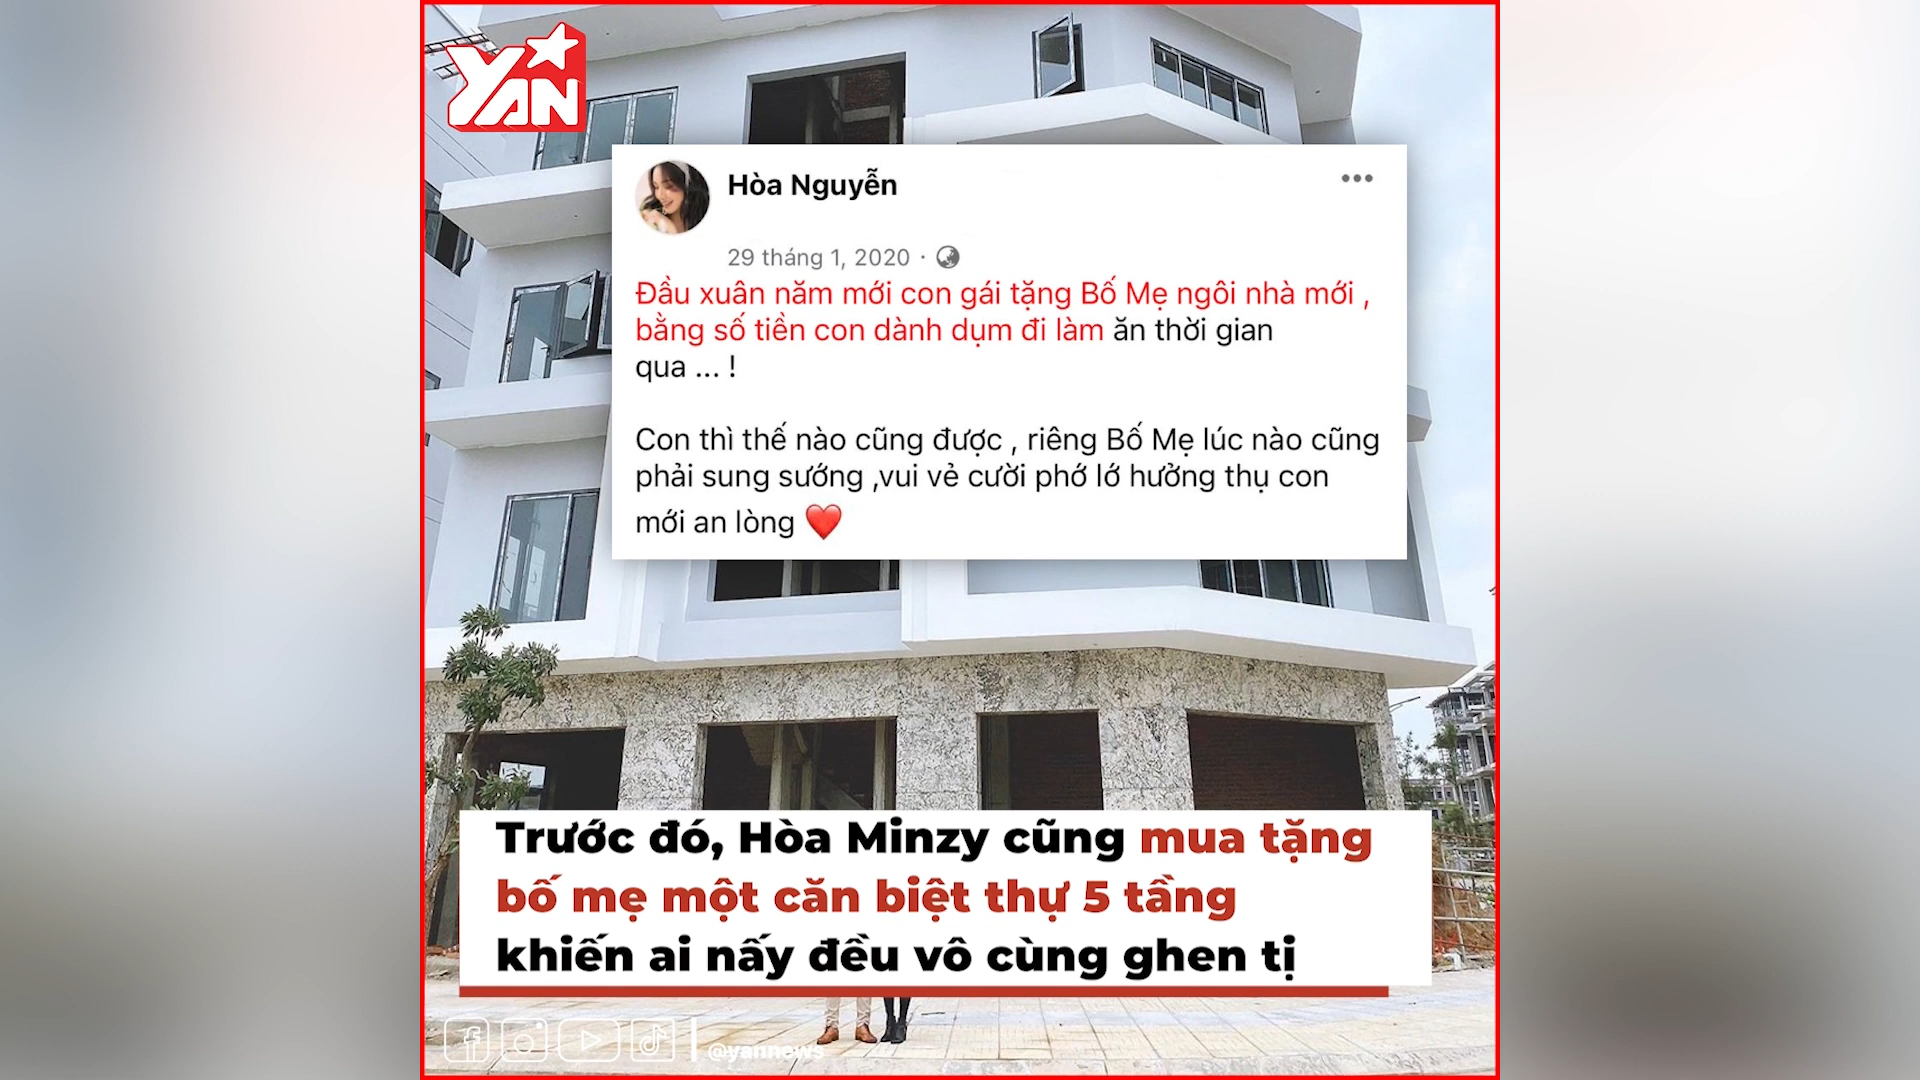 YAN
Hòa Nguyễn
29 tháng 1, 2020 ·
Đầu xuân năm mới con gái tặng Bố Mẹ ngôi nhà mới ,
bằng số tiền con dành dụm đi làm ăn thời gian
qua ... !
Con thì thế nào cũng được , riêng Bố Mẹ lúc nào cũng
phải sung sướng ,vui vẻ cười phớ lớ hưởng thụ con
mới an lòng
Trước đó, Hòa Minzy cũng mua tặng
bố mẹ một căn biệt thự 5 tầng
khiến ai nấy đều vô cùng ghen tị
@yannews